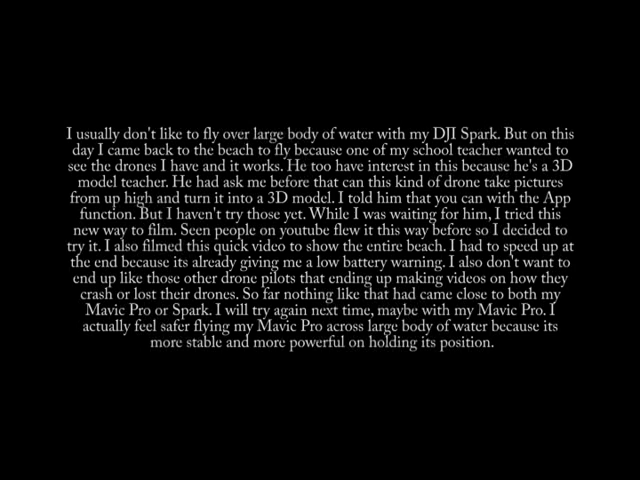 I usually don't like to fly over large body of water with my DJI Spark. But on this
day I came back to the beach to fly because one of my school teacher wanted to
see the drones I have and it works. He too have interest in this because he's a 3D
model teacher. He had ask me before that can this kind of drone take pictures
from up high and turn it into a 3D model. I told him that you can with the App
function. But I haven't try those yet. While I was waiting for him, I tried this
new way to film. Seen people on youtube flew it this way before so I decided to
try it. I also filmed this quick video to show the entire beach. I had to speed up at
the end because its already giving me a low battery warning. I also don't want to
end up like those other drone pilots that ending up making videos on how they
crash or lost their drones. So far nothing like that had came close to both my
Mavic Pro or Spark. I will try again next time, maybe with my Mavic Pro. I
actually feel safer flying my Mavic Pro across large body of water because its
more stable and more powerful on holding its position.